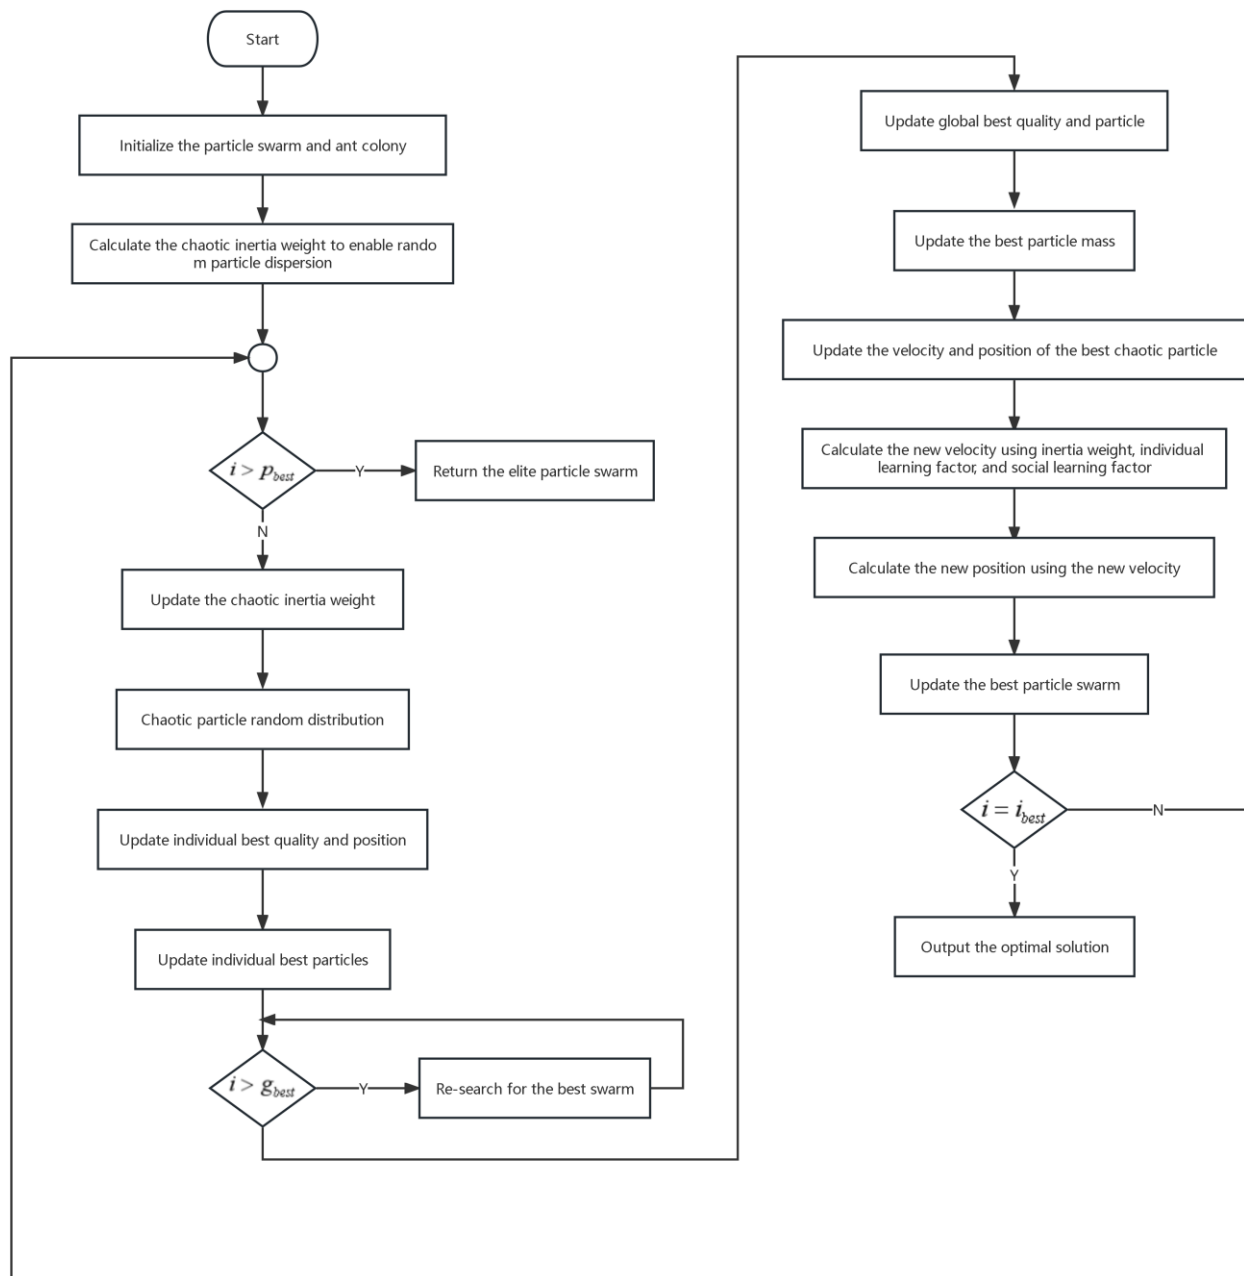 Start
Initialize the particle swarm and ant colony
Calculate the chaotic inertia weight to enable rando
m particle dispersion
i > p_best
Y
Return the elite particle swarm
N
Update the chaotic inertia weight
Chaotic particle random distribution
Update individual best quality and position
Update individual best particles
i > g_best
Y
Re-search for the best swarm
Update global best quality and particle
Update the best particle mass
Update the velocity and position of the best chaotic particle
Calculate the new velocity using inertia weight, individual
learning factor, and social learning factor
Calculate the new position using the new velocity
Update the best particle swarm
i = i_best
N
Y
Output the optimal solution